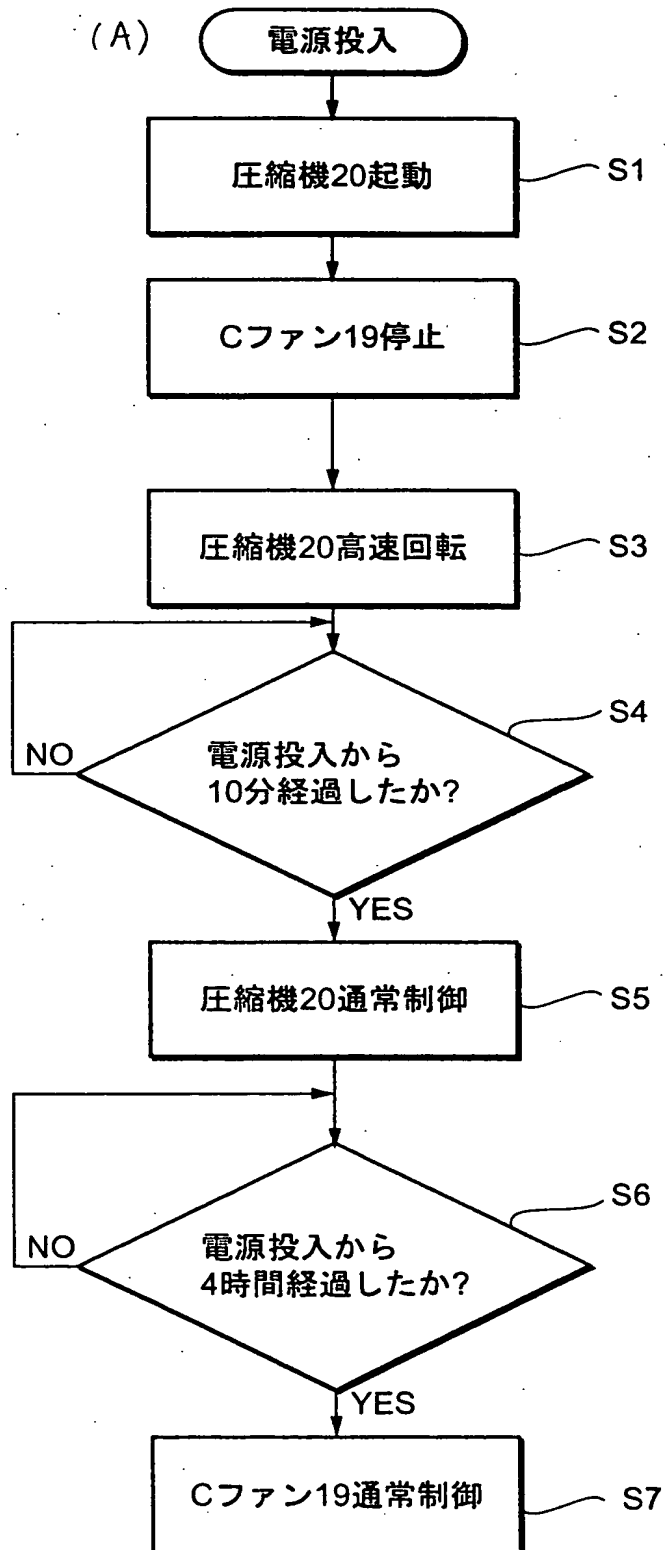 (A)
電源投入
圧縮機20起動
S1
Cファン19停止
S2
圧縮機20高速回転
S3
S4
NO
電源投入から
10分経過したか?
YES
圧縮機20通常制御
S5
S6
NO
電源投入から
4時間経過したか?
YES
Cファン19通常制御
S7